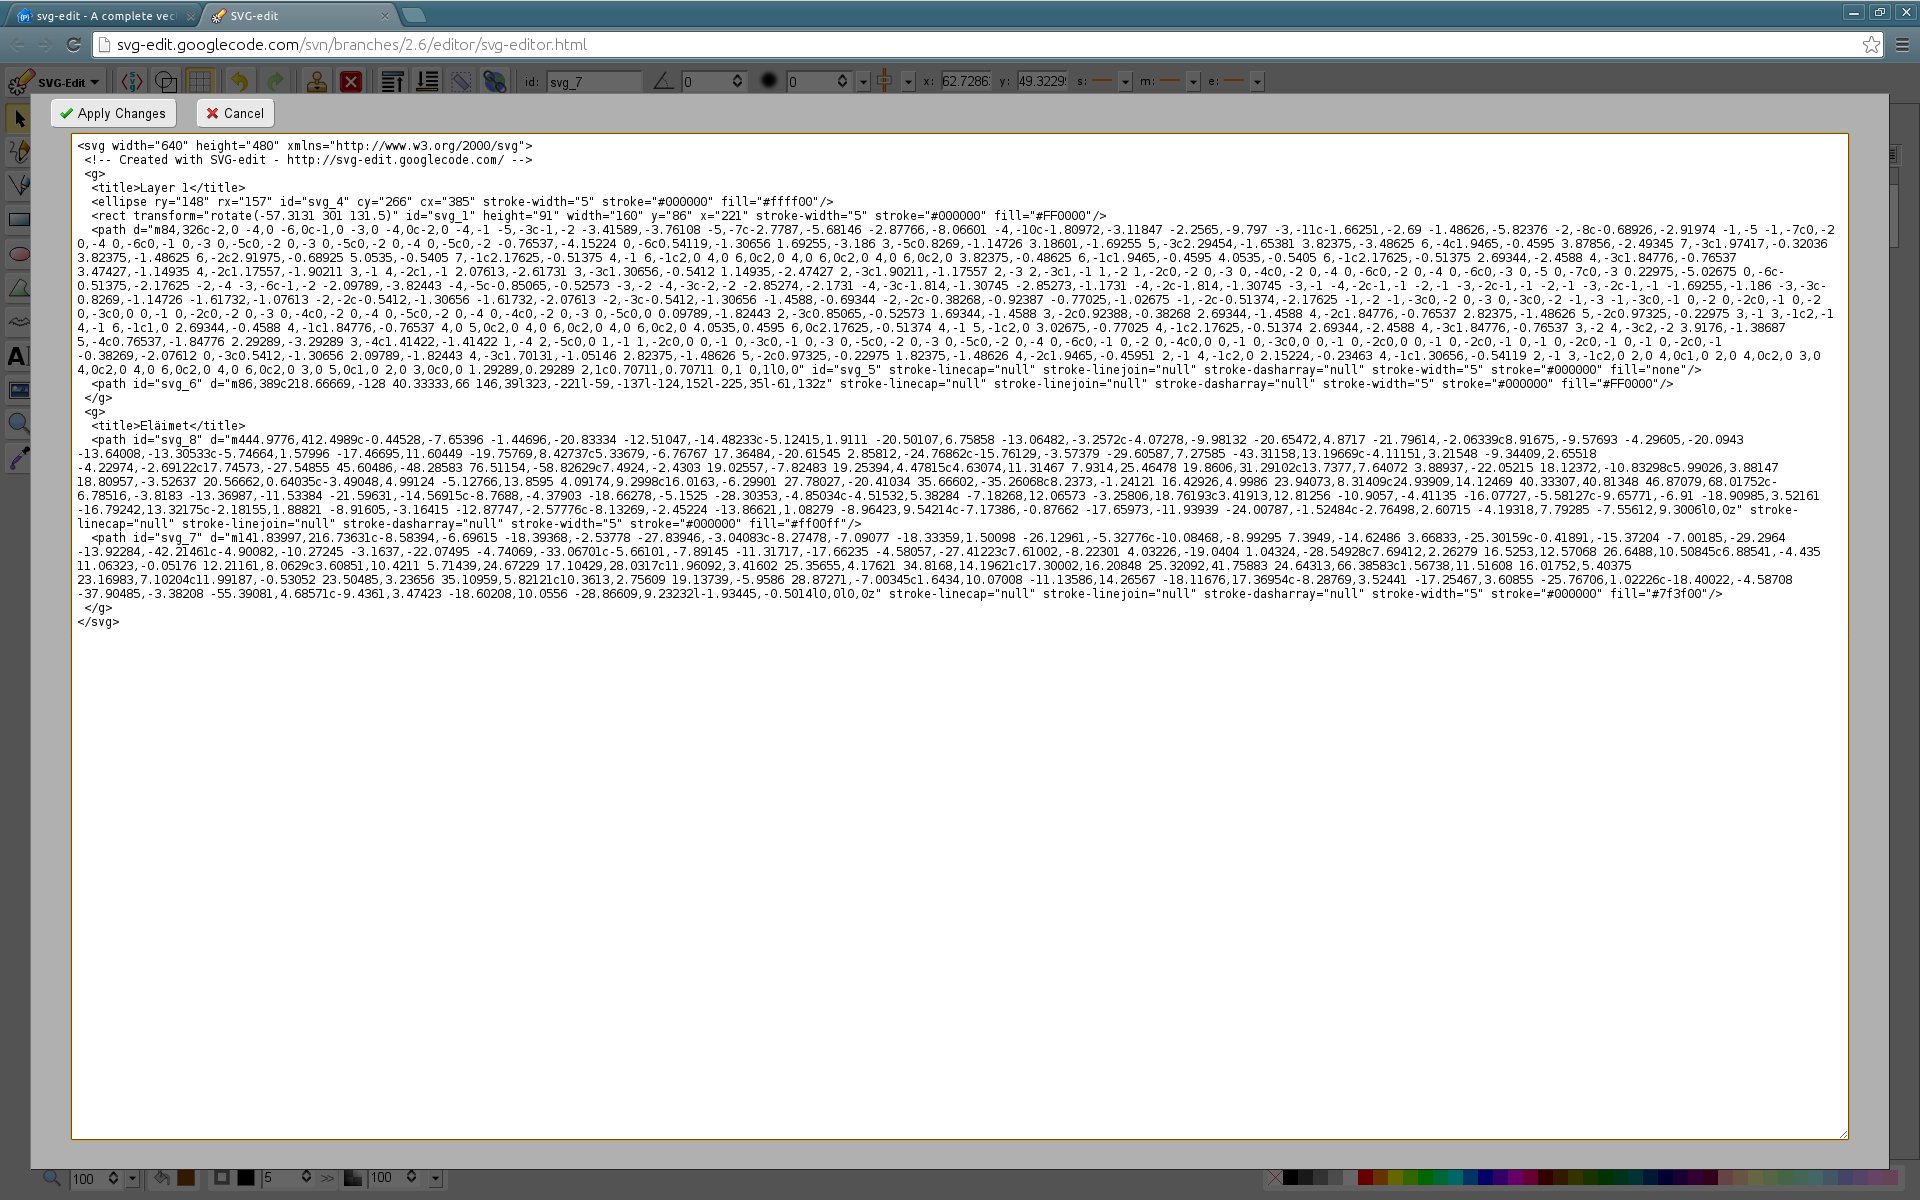 svg-edit - A complete vec
SVG-edit
svg-edit.googlecode.com/svn/branches/2.6/editor/svg-editor.html
SVG-Edit
id: svg_7
0
0
x: 62.7286 y: 49.3229 s: m: e:
Apply Changes
Cancel
<svg width="640" height="480" xmlns="http://www.w3.org/2000/svg">
<!-- Created with SVG-edit - http://svg-edit.googlecode.com/ -->
<g>
<title>Layer 1</title>
<ellipse ry="148" rx="157" id="svg_4" cy="266" cx="385" stroke-width="5" stroke="#000000" fill="#ffff00"/>
<rect transform="rotate(-57.3131 301 131.5)" id="svg_1" height="91" width="160" y="86" x="221" stroke-width="5" stroke="#000000" fill="#FF0000"/>
<path d="m84,326c-2,0 -4,0 -6,0c-1,0 -3,0 -4,0c-2,0 -4,-1 -5,-3c-1,-2 -3.41589,-3.76108 -5,-7c-2.7787,-5.68146 -2.87766,-8.06601 -4,-10c-1.80972,-3.11847 -2.2565,-9.797 -3,-11c-1.66251,-2.69 -1.48626,-5.82376 -2,-8c-0.68926,-2.91974 -1,-5 -1,-7c0,-2
0,-4 0,-6c0,-1 0,-3 0,-5c0,-2 0,-3 0,-5c0,-2 0,-4 0,-5c0,-2 -0.76537,-4.15224 0,-6c0.54119,-1.30656 1.69255,-3.186 3,-5c0.8269,-1.14726 3.18601,-1.69255 5,-3c2.29454,-1.65381 3.82375,-3.48625 6,-4c1.9465,-0.4595 3.87856,-2.49345 7,-3c1.97417,-0.32036
3.82375,-1.48625 6,-2c2.91975,-0.68925 5.0535,-0.5405 7,-1c2.17625,-0.51375 4,-1 6,-1c2,0 4,0 6,0c2,0 4,0 6,0c2,0 4,0 6,0c2,0 3.82375,-0.48625 6,-1c1.9465,-0.4595 4.0535,-0.5405 6,-1c2.17625,-0.51375 2.69344,-2.4588 4,-3c1.84776,-0.76537
3.47427,-1.14935 4,-2c1.17557,-1.90211 3,-1 4,-2c1,-1 2.07613,-2.61731 3,-3c1.30656,-0.5412 1.14935,-2.47427 2,-3c1.90211,-1.17557 2,-3 2,-3c1,-1 1,-2 1,-2c0,-2 0,-3 0,-4c0,-2 0,-4 0,-6c0,-2 0,-4 0,-6c0,-3 0,-5 0,-7c0,-3 0.22975,-5.02675 0,-6c-
0.51375,-2.17625 -2,-4 -3,-6c-1,-2 -2.09789,-3.82443 -4,-5c-0.85065,-0.52573 -3,-2 -4,-3c-2,-2 -2.85274,-2.1731 -4,-3c-1.814,-1.30745 -2.85273,-1.1731 -4,-2c-1.814,-1.30745 -3,-1 -4,-2c-1,-1 -2,-1 -3,-2c-1,-1 -2,-1 -3,-2c-1,-1 -1.69255,-1.186 -3,-3c-
0.8269,-1.14726 -1.61732,-1.07613 -2,-2c-0.5412,-1.30656 -1.61732,-2.07613 -2,-3c-0.5412,-1.30656 -1.4588,-0.69344 -2,-2c-0.38268,-0.92387 -0.77025,-1.02675 -1,-2c-0.51374,-2.17625 -1,-2 -1,-3c0,-2 0,-3 0,-3c0,-2 -1,-3 -1,-3c0,-1 0,-2 0,-2c0,-1 0,-2
0,-3c0,0 0,-1 0,-2c0,-2 0,-3 0,-4c0,-2 0,-4 0,-5c0,-2 0,-4 0,-4c0,-2 0,-3 0,-5c0,0 0.09789,-1.82443 2,-3c0.85065,-0.52573 1.69344,-1.4588 3,-2c0.92388,-0.38268 2.69344,-1.4588 4,-2c1.84776,-0.76537 2.82375,-1.48625 5,-2c0.97325,-0.22975 3,-1 3,-1c2,-1
4,-1 6,-1c1,0 2.69344,-0.4588 4,-1c1.84776,-0.76537 4,0 5,0c2,0 4,0 6,0c2,0 4,0 6,0c2,0 4.0535,0.4595 6,0c2.17625,-0.51374 4,-1 5,-1c2,0 3.02675,-0.77025 4,-1c2.17625,-0.51374 2.69344,-2.4588 4,-3c1.84776,-0.76537 3,-2 4,-3c2,-2 3.9176,-1.38687
5,-4c0.76537,-1.84776 2.29289,-3.29289 3,-4c1.41422,-1.41422 1,-4 2,-5c0,0 1,-1 1,-2c0,0 0,-1 0,-3c0,-1 0,-3 0,-5c0,-2 0,-3 0,-5c0,-2 0,-4 0,-6c0,-1 0,-2 0,-4c0,0 0,-1 0,-3c0,0 0,-1 0,-2c0,0 0,-1 0,-2c0,-1 0,-1 0,-2c0,-1 0,-1 0,-2c0,-1
-0.38269,-2.07612 0,-3c0.5412,-1.30656 2.09789,-1.82443 4,-3c1.70131,-1.05146 2.82375,-1.48626 5,-2c0.97325,-0.22975 1.82375,-1.48626 4,-2c1.9465,-0.45951 2,-1 4,-1c2,0 2.15224,-0.23463 4,-1c1.30656,-0.54119 2,-1 3,-1c2,0 2,0 4,0c1,0 2,0 4,0c2,0 3,0
4,0c2,0 4,0 6,0c2,0 4,0 6,0c2,0 3,0 5,0c1,0 2,0 3,0c0,0 1.29289,0.29289 2,1c0.70711,0.70711 0,1 0,1l0,0" id="svg_5" stroke-linecap="null" stroke-linejoin="null" stroke-dasharray="null" stroke-width="5" stroke="#000000" fill="none"/>
<path id="svg_6" d="m86,389c218.66669,-128 40.33333,66 146,39l323,-221l-59,-137l-124,152l-225,35l-61,132z" stroke-linecap="null" stroke-linejoin="null" stroke-dasharray="null" stroke-width="5" stroke="#000000" fill="#FF0000"/>
</g>
<g>
<title>Eläimet</title>
<path id="svg_8" d="m444.9776,412.4989c-0.44528,-7.65396 -1.44696,-20.83334 -12.51047,-14.48233c-5.12415,1.9111 -20.50107,6.75858 -13.06482,-3.2572c-4.07278,-9.98132 -20.65472,4.8717 -21.79614,-2.06339c8.91675,-9.57693 -4.29605,-20.0943
-13.64008,-13.30533c-5.74664,1.57996 -17.46695,11.60449 -19.75769,8.42737c5.33679,-6.76767 17.36484,-20.61545 2.85812,-24.76862c-15.76129,-3.57379 -29.60587,7.27585 -43.31158,13.19669c-4.11151,3.21548 -9.34409,2.65518
-4.22974,-2.69122c17.74573,-27.54855 45.60486,-48.28583 76.51154,-58.82629c7.4924,-2.4303 19.02557,-7.82483 19.25394,4.47815c4.63074,11.31467 7.9314,25.46478 19.8606,31.29102c13.7377,7.64072 3.88937,-22.05215 18.12372,-10.83298c5.99026,3.88147
18.80957,-3.52637 20.56662,0.64035c-3.49048,4.99124 -5.12766,13.8595 4.09174,9.2998c16.0163,-6.29901 27.78027,-20.41034 35.66602,-35.26068c8.2373,-1.24121 16.42926,4.9986 23.94073,8.31409c24.93909,14.12469 40.33307,40.81348 46.87079,68.01752c-
6.78516,-3.8183 -13.36987,-11.53384 -21.59631,-14.56915c-8.7688,-4.37903 -18.66278,-5.1525 -28.30353,-4.85034c-4.51532,5.38284 -7.18268,12.06573 -3.25806,18.76193c3.41913,12.81256 -10.9057,-4.41135 -16.07727,-5.58127c-9.65771,-6.91 -18.90985,3.52161
-16.79242,13.32175c-2.18155,1.88821 -8.91605,-3.16415 -12.87747,-2.57776c-8.13269,-2.45224 -13.86621,1.08279 -8.96423,9.54214c-7.17386,-0.87662 -17.65973,-11.93939 -24.00787,-1.52484c-2.76498,2.60715 -4.19318,7.79285 -7.55612,9.3006l0,0z" stroke-
linecap="null" stroke-linejoin="null" stroke-dasharray="null" stroke-width="5" stroke="#000000" fill="#ff00ff"/>
<path id="svg_7" d="m141.83997,216.73631c-8.58394,-6.69615 -18.39368,-2.53778 -27.83946,-3.04083c-8.27478,-7.09077 -18.33359,1.50098 -26.12961,-5.32776c-10.08468,-8.99295 7.3949,-14.62486 3.66833,-25.30159c-0.41891,-15.37204 -7.00185,-29.2964
-13.92284,-42.21461c-4.90082,-10.27245 -3.1637,-22.07495 -4.74069,-33.06701c-5.66101,-7.89145 -11.31717,-17.66235 -4.58057,-27.41223c7.61002,-8.22301 4.03226,-19.0404 1.04324,-28.54928c7.69412,2.26279 16.5253,12.57068 26.6488,10.50845c6.88541,-4.435
11.06323,-0.05176 12.21161,8.0629c3.60851,10.4211 5.71439,24.67229 17.10429,28.0317c11.96092,3.41602 25.35655,4.17621 34.8168,14.19621c17.30002,16.20848 25.32092,41.75883 24.64313,66.38583c1.56738,11.51608 16.01752,5.40375
23.16983,7.10204c11.99187,-0.53052 23.50485,3.23656 35.10959,5.82121c10.3613,2.75609 19.13739,-5.9586 28.87271,-7.00345c1.6434,10.07008 -11.13586,14.26567 -18.11676,17.36954c-8.28769,3.52441 -17.25467,3.60855 -25.76706,1.02226c-18.40022,-4.58708
-37.90485,-3.38208 -55.39081,4.68571c-9.4361,3.47423 -18.60208,10.0556 -28.86609,9.23232l-1.93445,-0.5014l0,0l0,0z" stroke-linecap="null" stroke-linejoin="null" stroke-dasharray="null" stroke-width="5" stroke="#000000" fill="#7f3f00"/>
</g>
</svg>
100
5
>>
100